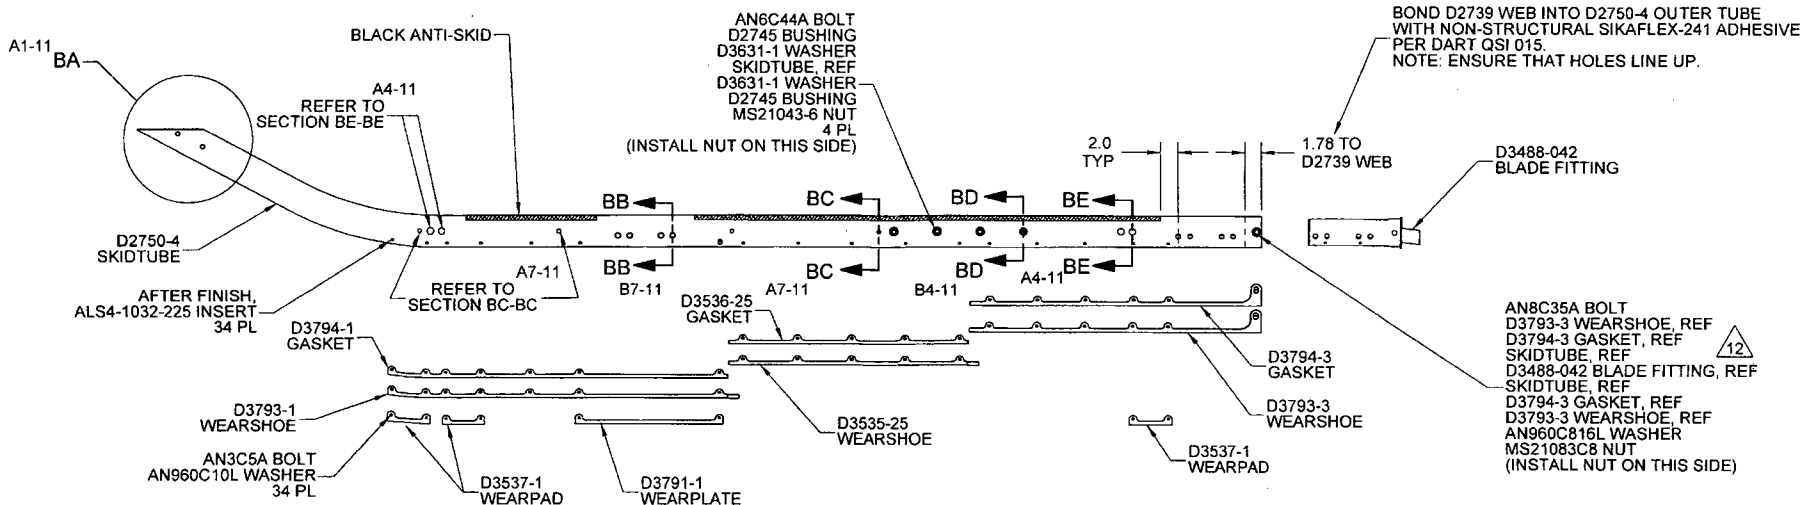 A1-11
BA
BLACK ANTI-SKID
A4-11
REFER TO
SECTION BE-BE
AN6C44A BOLT
D2745 BUSHING
D3631-1 WASHER
SKIDTUBE, REF
D3631-1 WASHER
D2745 BUSHING
MS21043-6 NUT
4 PL
(INSTALL NUT ON THIS SIDE)
BOND D2739 WEB INTO D2750-4 OUTER TUBE
WITH NON-STRUCTURAL SIKAFLEX-241 ADHESIVE
PER DART QSI 015.
NOTE: ENSURE THAT HOLES LINE UP.
2.0
TYP
1.78 TO
D2739 WEB
D3488-042
BLADE FITTING
BB
BC
BD
BE
D2750-4
SKIDTUBE
BB
BC
BD
BE
A7-11
B7-11
A7-11
B4-11
A4-11
REFER TO
SECTION BC-BC
AFTER FINISH,
ALS4-1032-225 INSERT
34 PL
D3794-1
GASKET
D3536-25
GASKET
D3794-3
GASKET
D3793-1
WEARSHOE
D3535-25
WEARSHOE
D3793-3
WEARSHOE
AN3C5A BOLT
AN960C10L WASHER
34 PL
D3537-1
WEARPAD
D3791-1
WEARPLATE
D3537-1
WEARPAD
AN8C35A BOLT
D3793-3 WEARSHOE, REF
D3794-3 GASKET, REF
SKIDTUBE, REF
D3488-042 BLADE FITTING, REF
SKIDTUBE, REF
D3794-3 GASKET, REF
D3793-3 WEARSHOE, REF
AN960C816L WASHER
MS21083C8 NUT
(INSTALL NUT ON THIS SIDE)
12